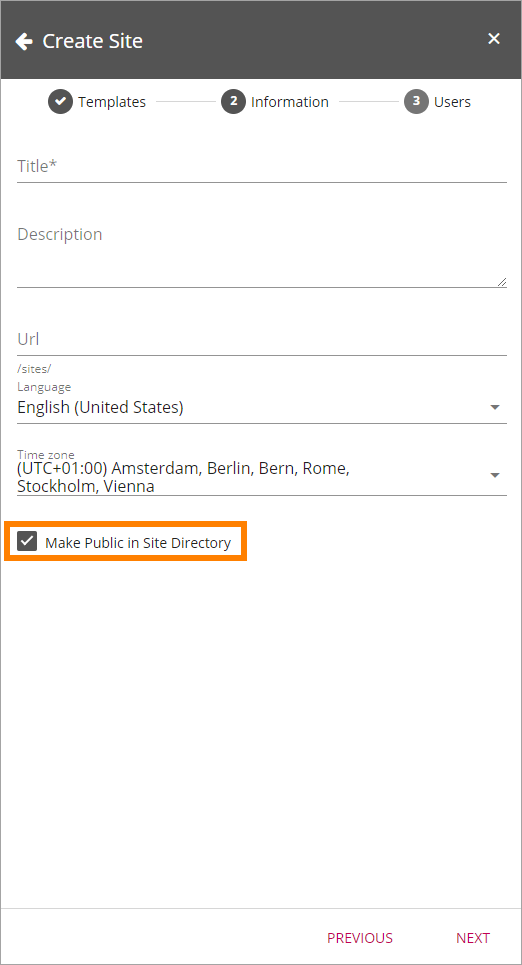 Create Site
Templates 2 Information 3 Users
Title*
Description
Url
/sites/
Language
English (United States)
Time zone
(UTC+01:00) Amsterdam, Berlin, Bern, Rome,
Stockholm, Vienna
Make Public in Site Directory
PREVIOUS NEXT